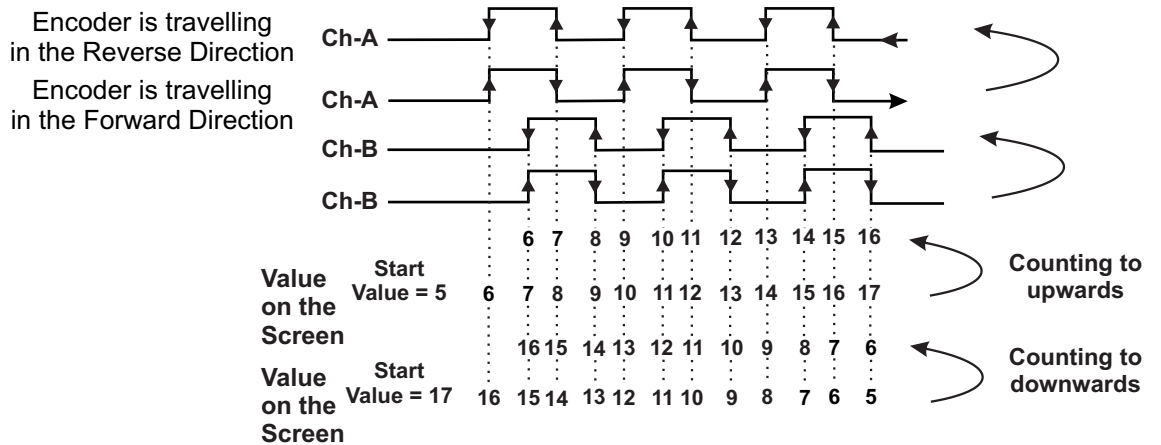 Encoder is travelling
in the Reverse Direction
Ch-A
Encoder is travelling
in the Forward Direction
Ch-A
Ch-B
Ch-B
6 7 8 9 10 11 12 13 14 15 16
Value
on the
Screen
Start
Value = 5
6 7 8 9 10 11 12 13 14 15 16 17
Counting to
upwards
16 15 14 13 12 11 10 9 8 7 6
Value
on the
Screen
Start
Value = 17
16 15 14 13 12 11 10 9 8 7 6 5
Counting to
downwards